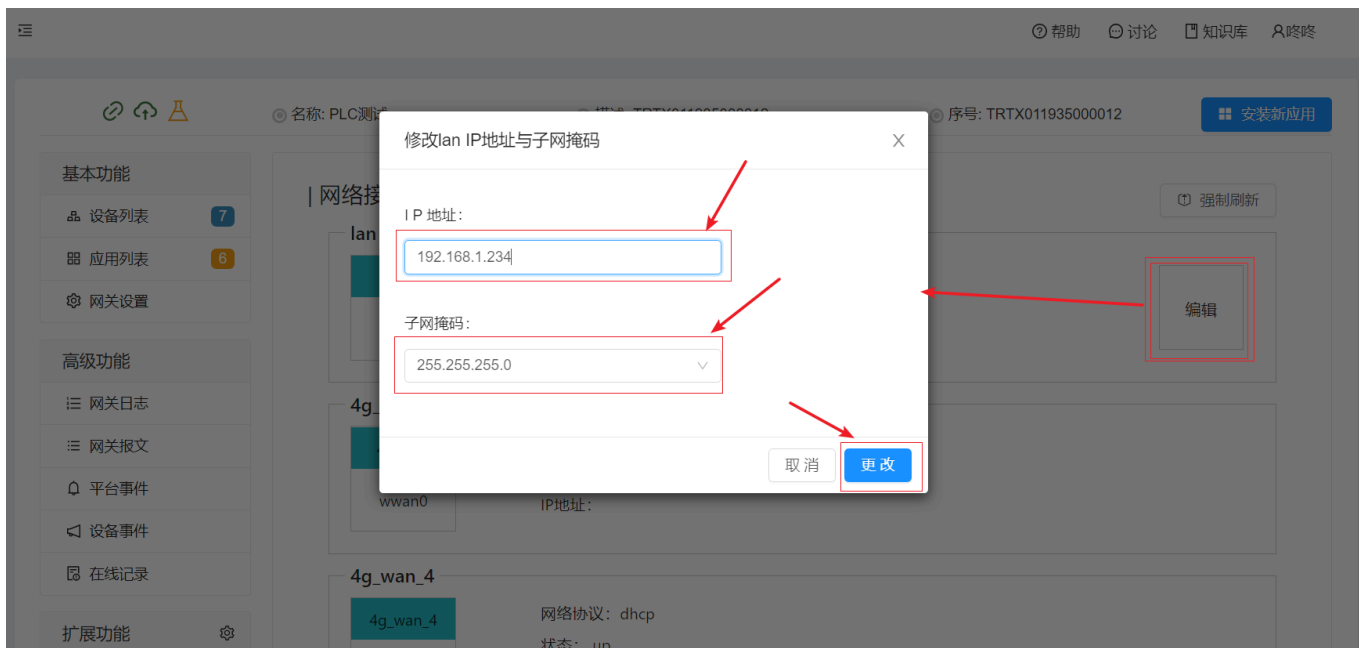 帮助 讨论 知识库 咚咚
名称: PLC测试 描述: TRTX011935000012 序号: TRTX011935000012 安装新应用
基本功能
设备列表 7
应用列表 6
网关设置
高级功能
网关日志
网关报文
平台事件
设备事件
在线记录
扩展功能
网络接
强制刷新
lan
编辑
修改lan IP地址与子网掩码
I P 地址:
192.168.1.234
子网掩码:
255.255.255.0
取 消 更 改
4g_
wwan0
IP地址:
4g_wan_4
4g_wan_4
网络协议: dhcp
状态: up